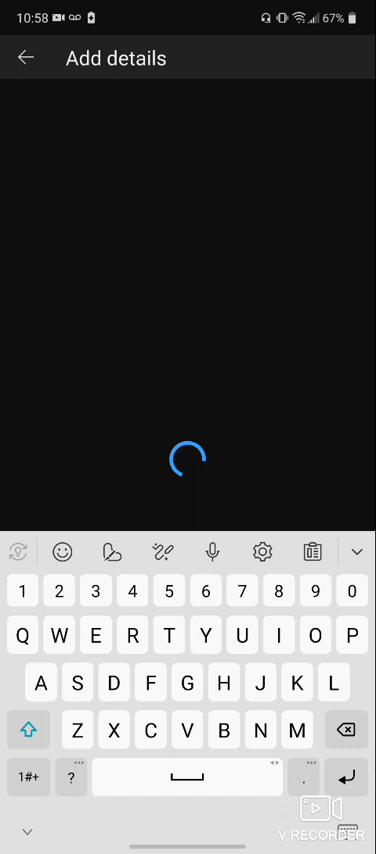 10:58 67%
Add details
1 2 3 4 5 6 7 8 9 0
Q W E R T Y U I O P
A S D F G H J K L
Z X C V B N M
1#+ ? .
V RECORDER